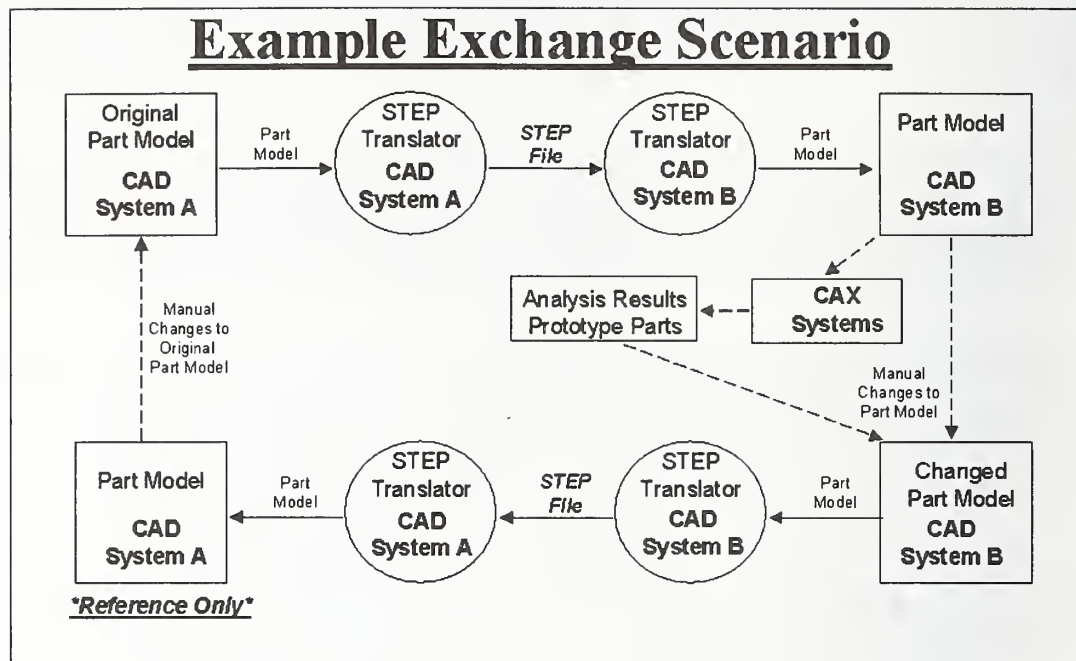 Example Exchange Scenario
Original
Part Model
CAD
System A
Part
Model
STEP
Translator
CAD
System A
STEP
File
STEP
Translator
CAD
System B
Part
Model
Part Model
CAD
System B
Manual
Changes to
Original
Part Model
Analysis Results
Prototype Parts
CAX
Systems
Manual
Changes to
Part Model
Part Model
CAD
System A
Part
Model
STEP
Translator
CAD
System A
STEP
File
STEP
Translator
CAD
System B
Part
Model
Changed
Part Model
CAD
System B
*Reference Only*